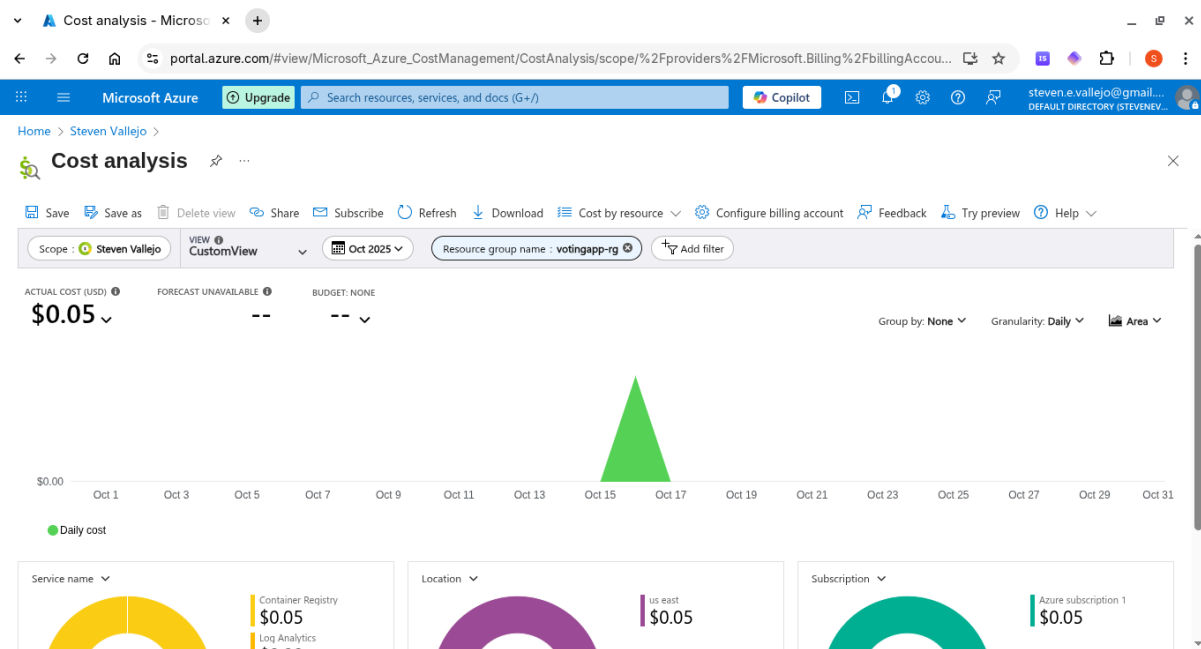 Cost analysis - Microso
portal.azure.com/#view/Microsoft_Azure_CostManagement/CostAnalysis/scope/%2Fproviders%2FMicrosoft.Billing%2FbillingAccou...
15
S
Microsoft Azure
Upgrade
Search resources, services, and docs (G+/)
Copilot
1
steven.e.vallejo@gmail....
DEFAULT DIRECTORY (STEVENEV...
Home > Steven Vallejo >
Cost analysis
...
Save
Save as
Delete view
Share
Subscribe
Refresh
Download
Cost by resource
Configure billing account
Feedback
Try preview
Help
Scope : Steven Vallejo
VIEW
CustomView
Oct 2025
Resource group name : votingapp-rg
Add filter
ACTUAL COST (USD)
$0.05
FORECAST UNAVAILABLE
--
BUDGET: NONE
--
Group by: None
Granularity: Daily
Area
$0.00
Oct 1 Oct 3 Oct 5 Oct 7 Oct 9 Oct 11 Oct 13 Oct 15 Oct 17 Oct 19 Oct 21 Oct 23 Oct 25 Oct 27 Oct 29 Oct 31
Daily cost
Service name
Container Registry
$0.05
Log Analytics
Location
us east
$0.05
Subscription
Azure subscription 1
$0.05